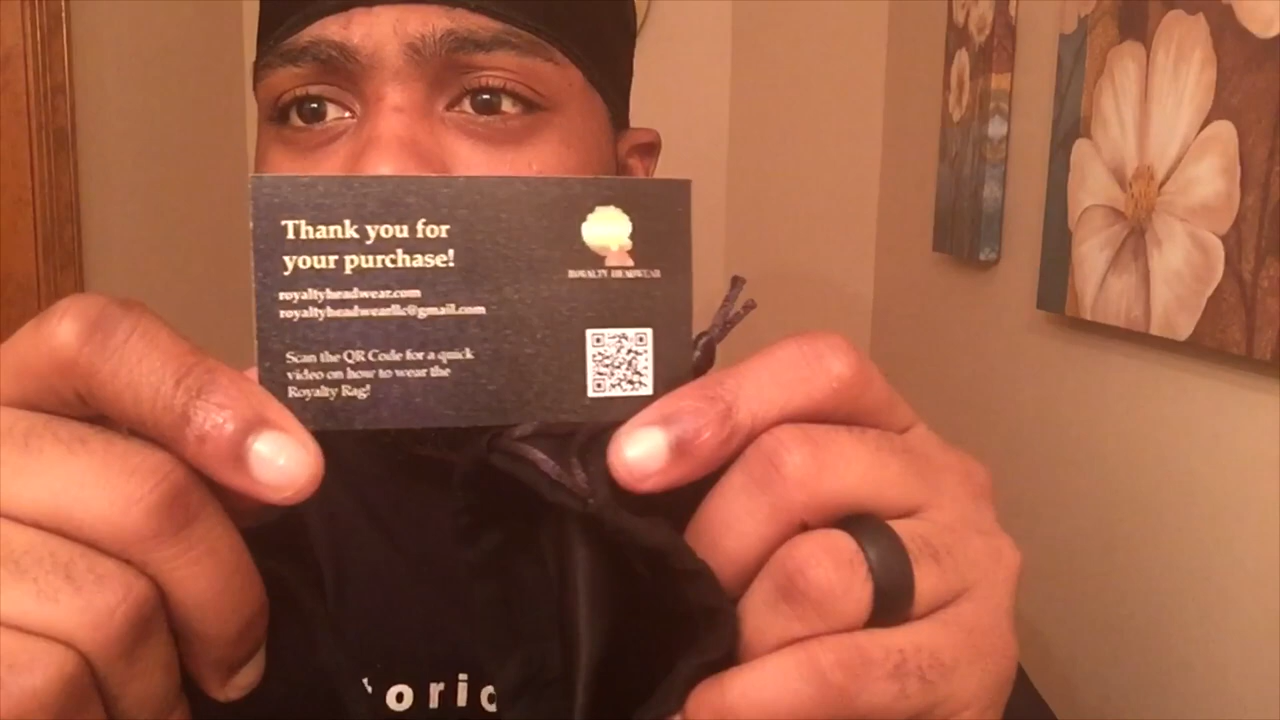 Thank you for
your purchase!
royaltyheadwear.com
royaltyheadwearllc@gmail.com
Scan the QR Code for a quick
video on how to wear the
Royalty Rag!
ROYALTY HEADWEAR
oric